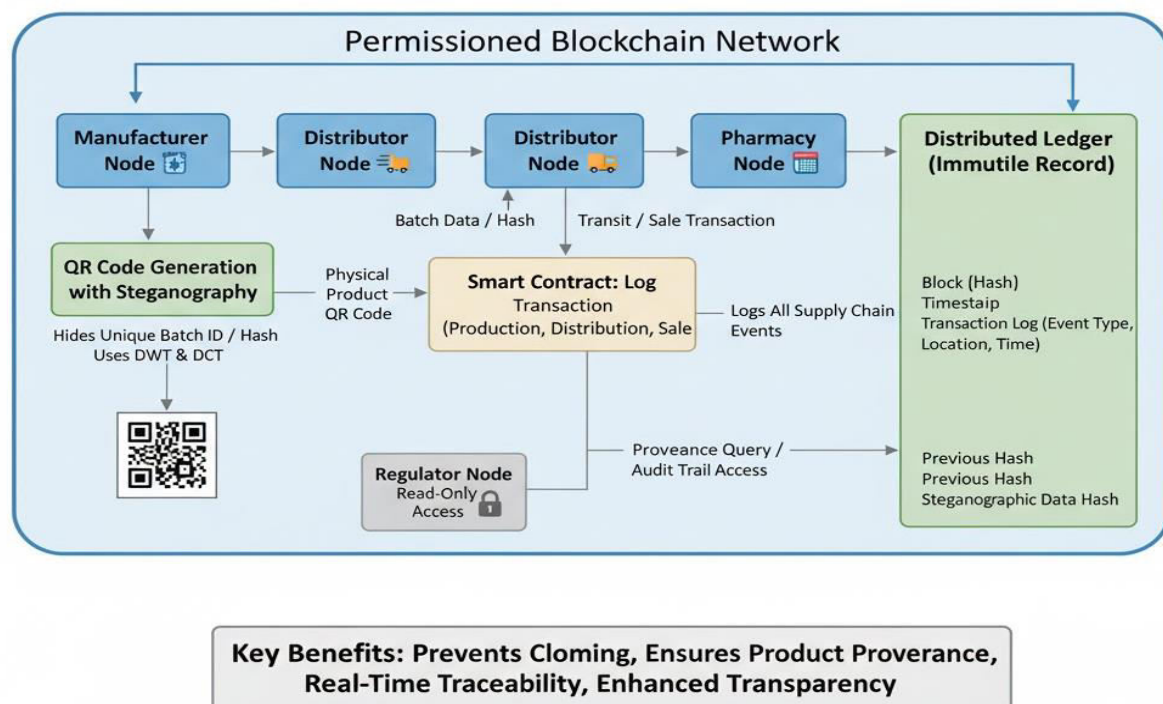 Permissioned Blockchain Network
Manufacturer
Node
Distributor
Node
Distributor
Node
Pharmacy
Node
Distributed Ledger
(Immutile Record)
Batch Data / Hash
Transit / Sale Transaction
QR Code Generation
with Steganography
Physical
Product
QR Code
Smart Contract: Log
Transaction
(Production, Distribution, Sale
Logs All Supply Chain
Events
Block (Hash)
Timestaip
Transaction Log (Event Type,
Location, Time)
Hides Unique Batch ID / Hash
Uses DWT & DCT
Regulator Node
Read-Only
Access
Proveance Query /
Audit Trail Access
Previous Hash
Previous Hash
Steganographic Data Hash
Key Benefits: Prevents Cloming, Ensures Product Proverance,
Real-Time Traceability, Enhanced Transparency